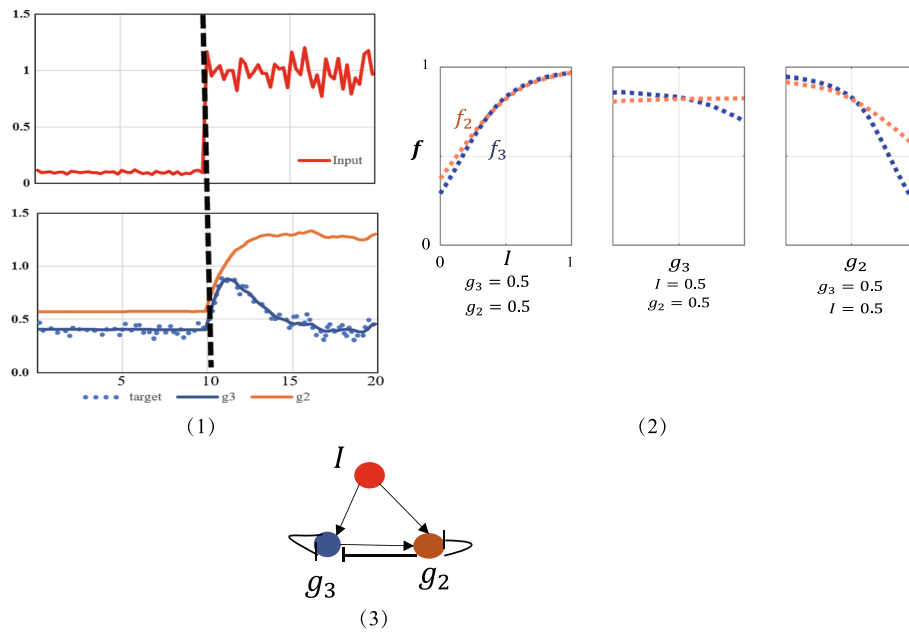 1.5
1
0.5
0
Input
1.5
1.0
0.5
0.0
5
10
15
20
target
g3
g2
(1)
f
1
0
f₂
f₃
0
I
1
g₃ = 0.5
g₂ = 0.5
g₃
I = 0.5
g₂ = 0.5
g₂
g₃ = 0.5
I = 0.5
(2)
I
g₃
g₂
(3)